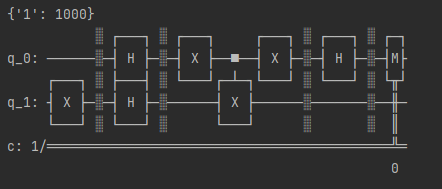 {'1': 1000}
H X X H
q_0: M
X
q_1: H X
c: 1/
0